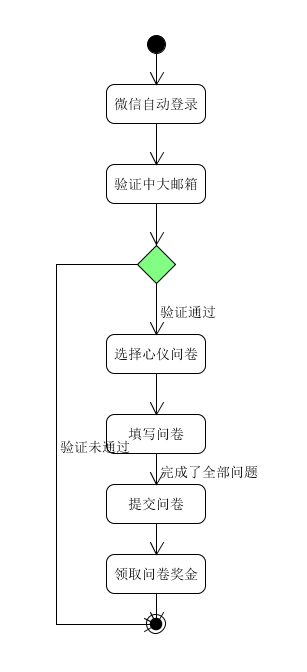 微信自动登录
验证中大邮箱
验证通过
选择心仪问卷
填写问卷
验证未通过
完成了全部问题
提交问卷
领取问卷奖金